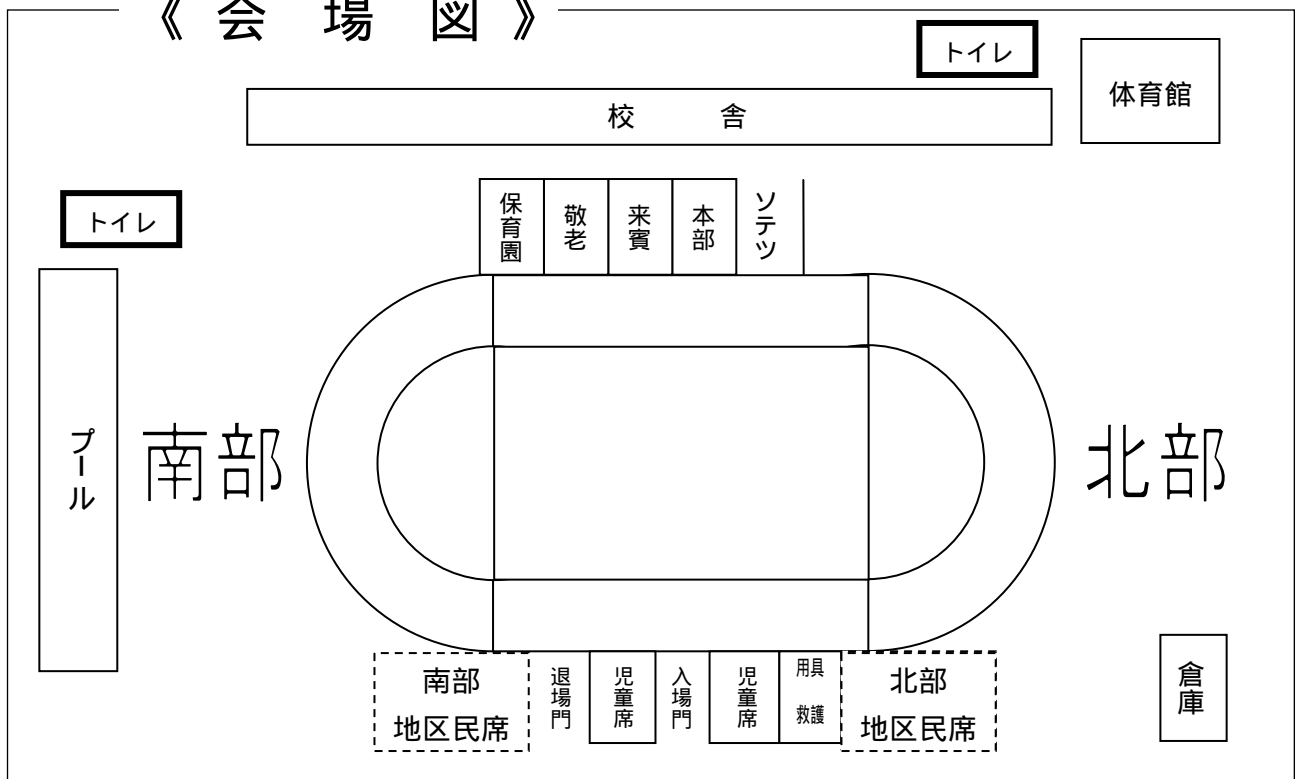 《 会 場 図 》
トイレ
体育館
校 舎
トイレ
保育園
敬老
来賓
本部
ソテツ
プール
南部
北部
南部
地区民席
退場門
児童席
入場門
児童席
用具
救護
北部
地区民席
倉庫